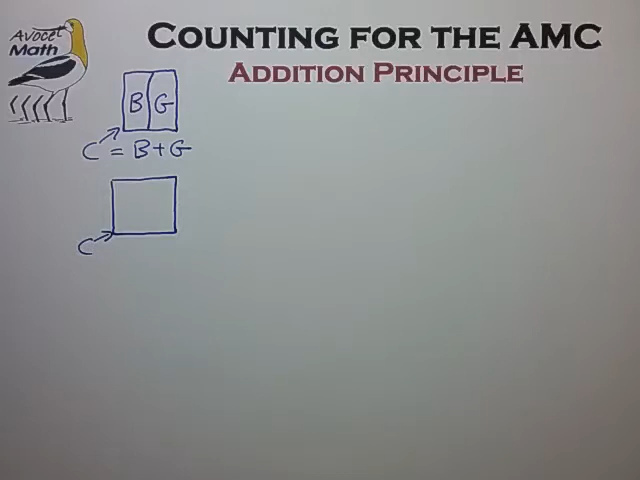 Avocet
Math
COUNTING FOR THE AMC
ADDITION PRINCIPLE
B G
C = B+G
C